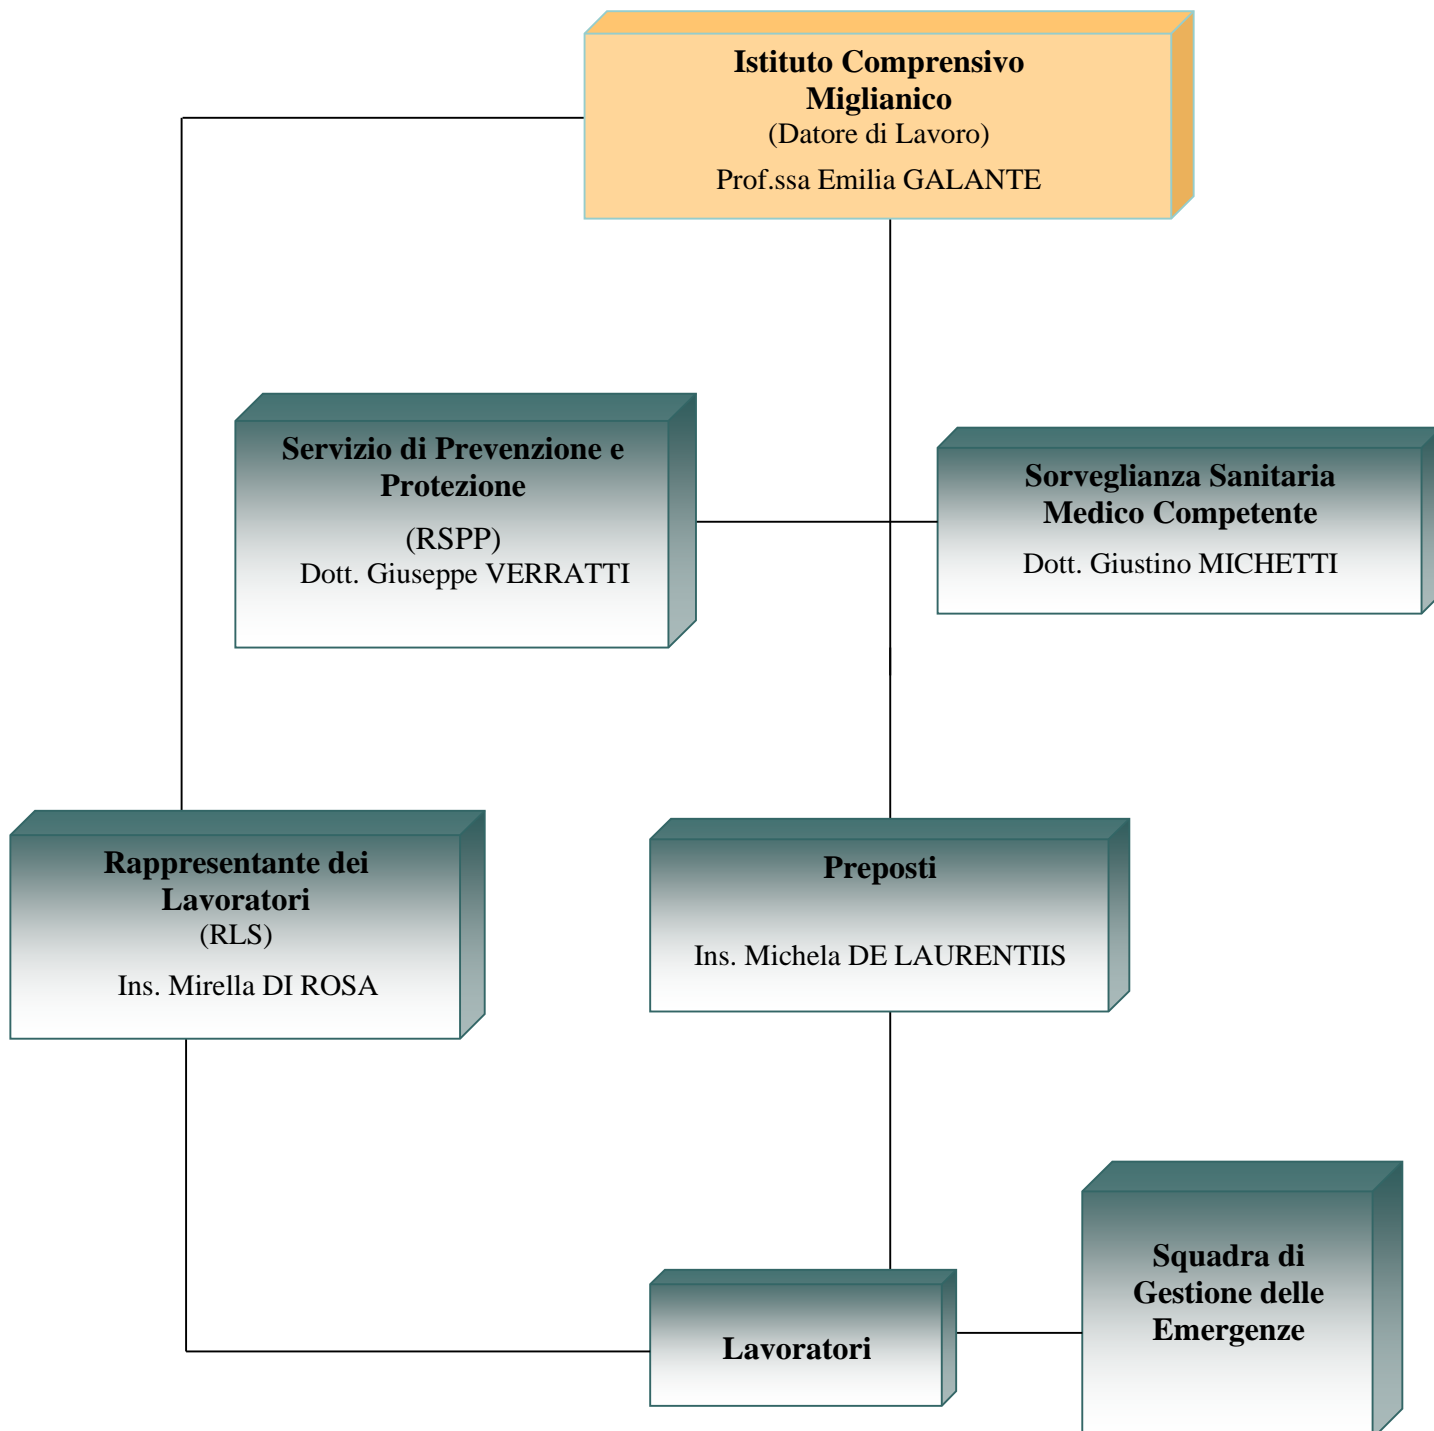 Istituto Comprensivo
Miglianico
(Datore di Lavoro)
Prof.ssa Emilia GALANTE
Servizio di Prevenzione e
Protezione
(RSPP)
Dott. Giuseppe VERRATTI
Sorveglianza Sanitaria
Medico Competente
Dott. Giustino MICHETTI
Rappresentante dei
Lavoratori
(RLS)
Ins. Mirella DI ROSA
Preposti
Ins. Michela DE LAURENTIIS
Squadra di
Gestione delle
Emergenze
Lavoratori